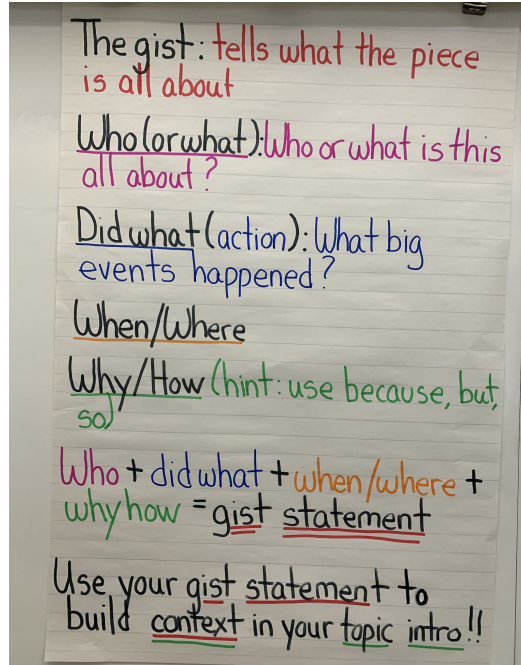 The gist: tells what the piece
is all about
Who(or what):Who or what is this
all about?
Did what(action):What big
events happened?
When/Where
Why/How (hint: use because, but,
so)
Who + did what + when/where +
why how = gist statement
Use your gist statement to
build context in your topic intro!!